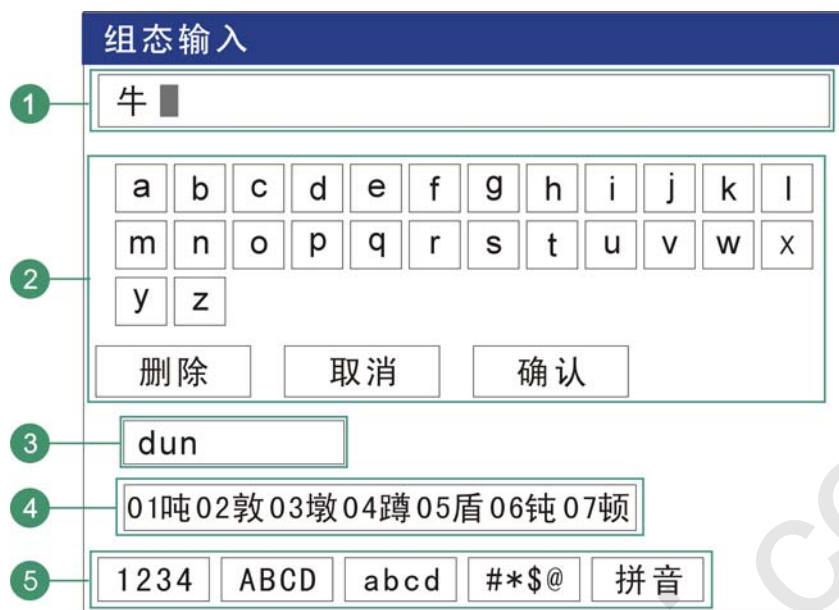 组态输入
1 牛
a b c d e f g h i j k l
m n o p q r s t u v w x
2
y z
删除 取消 确认
3 dun
4 01吨02敦03墩04蹲05盾06钝07顿
5 1234 ABCD abcd #*$@ 拼音